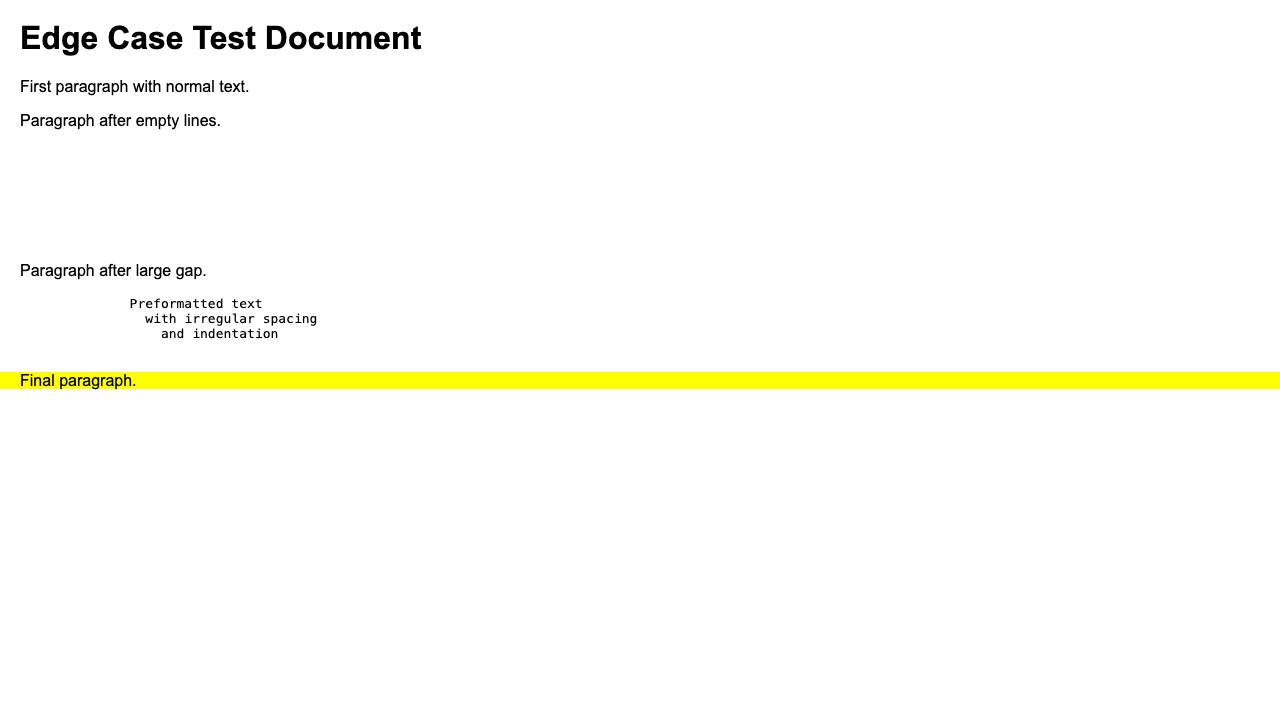 Edge Case Test Document
First paragraph with normal text.
Paragraph after empty lines.
Paragraph after large gap.
Preformatted text
with irregular spacing
and indentation
Final paragraph.